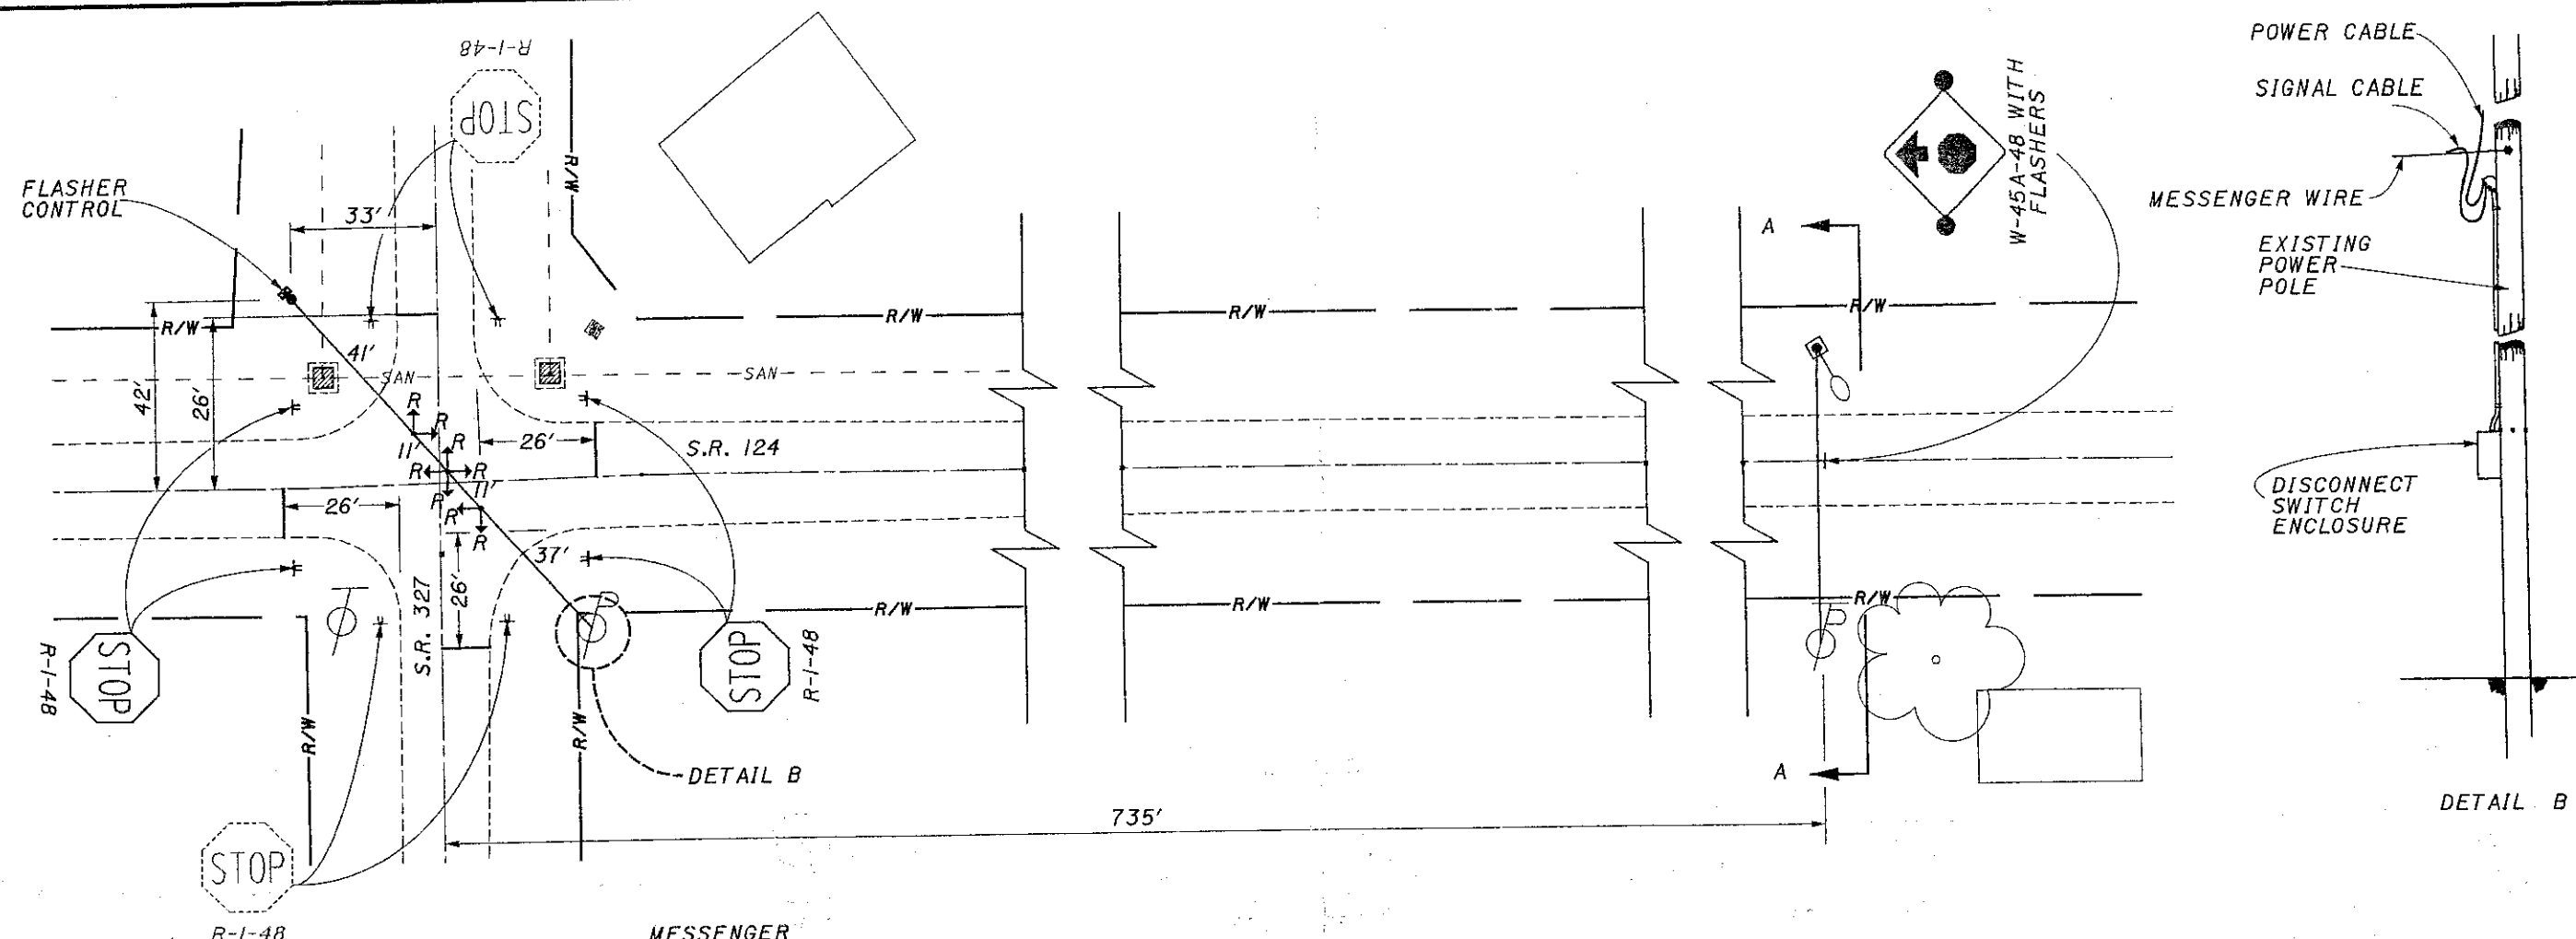 R-1-48
STOP
FLASHER
CONTROL
33'
R/W
R/W
41'
42'
26'
SAN
SAN
R
R
11'
R
R
R
R
11'
R
R
26'
26'
S.R. 124
R/W
R/W
R/W
W-45A-48 WITH
FLASHERS
A
37'
26'
S.R. 327
R/W
R/W
R/W
STOP
R-1-48
STOP
R-1-48
R/W
R/W
DETAIL B
A
735'
STOP
R-1-48
MESSENGER
POWER CABLE
SIGNAL CABLE
MESSENGER WIRE
EXISTING
POWER
POLE
DISCONNECT
SWITCH
ENCLOSURE
DETAIL B